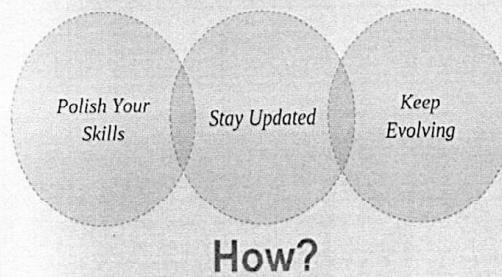 Polish Your
Skills
Stay Updated
Keep
Evolving
How?